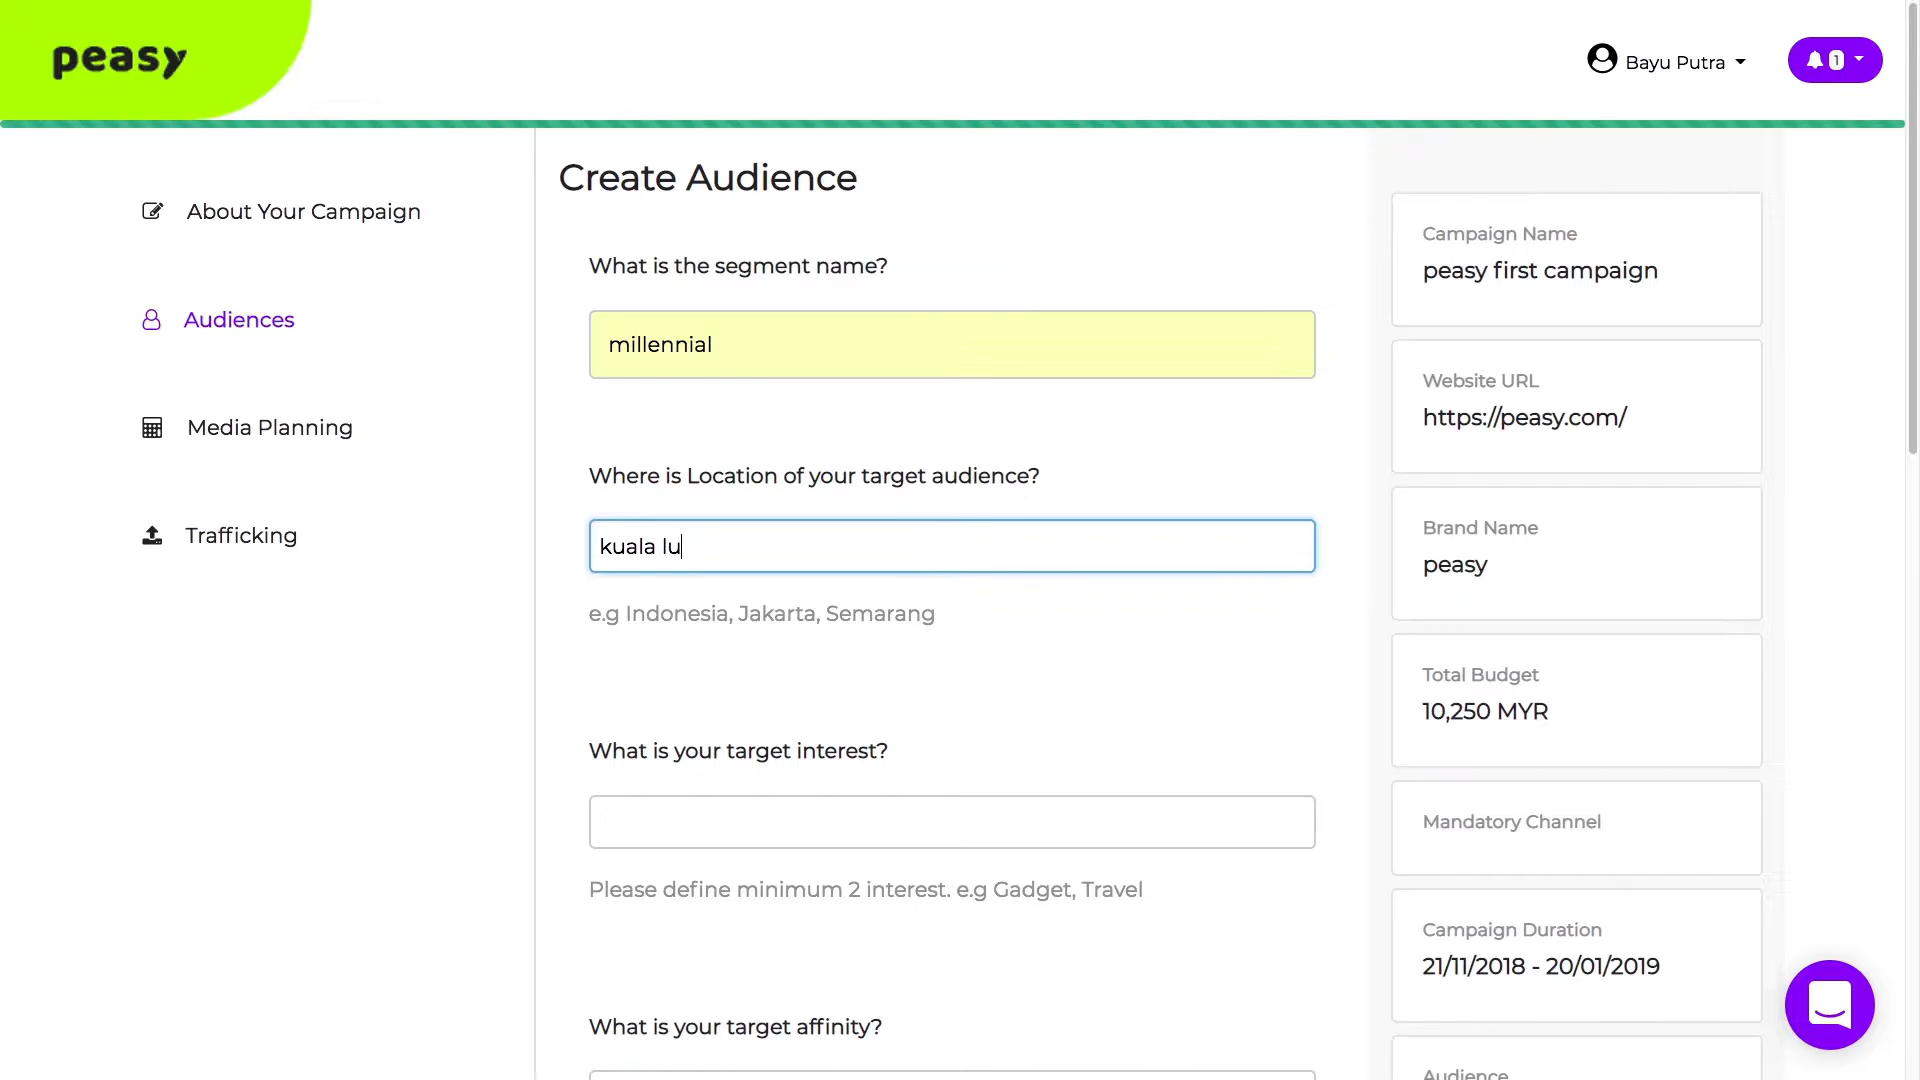 peasy
Bayu Putra
1
About Your Campaign
Audiences
Media Planning
Trafficking
Create Audience
What is the segment name?
millennial
Where is Location of your target audience?
kuala lu
e.g Indonesia, Jakarta, Semarang
What is your target interest?
Please define minimum 2 interest. e.g Gadget, Travel
What is your target affinity?
Campaign Name
peasy first campaign
Website URL
https://peasy.com/
Brand Name
peasy
Total Budget
10,250 MYR
Mandatory Channel
Campaign Duration
21/11/2018 - 20/01/2019
Audience